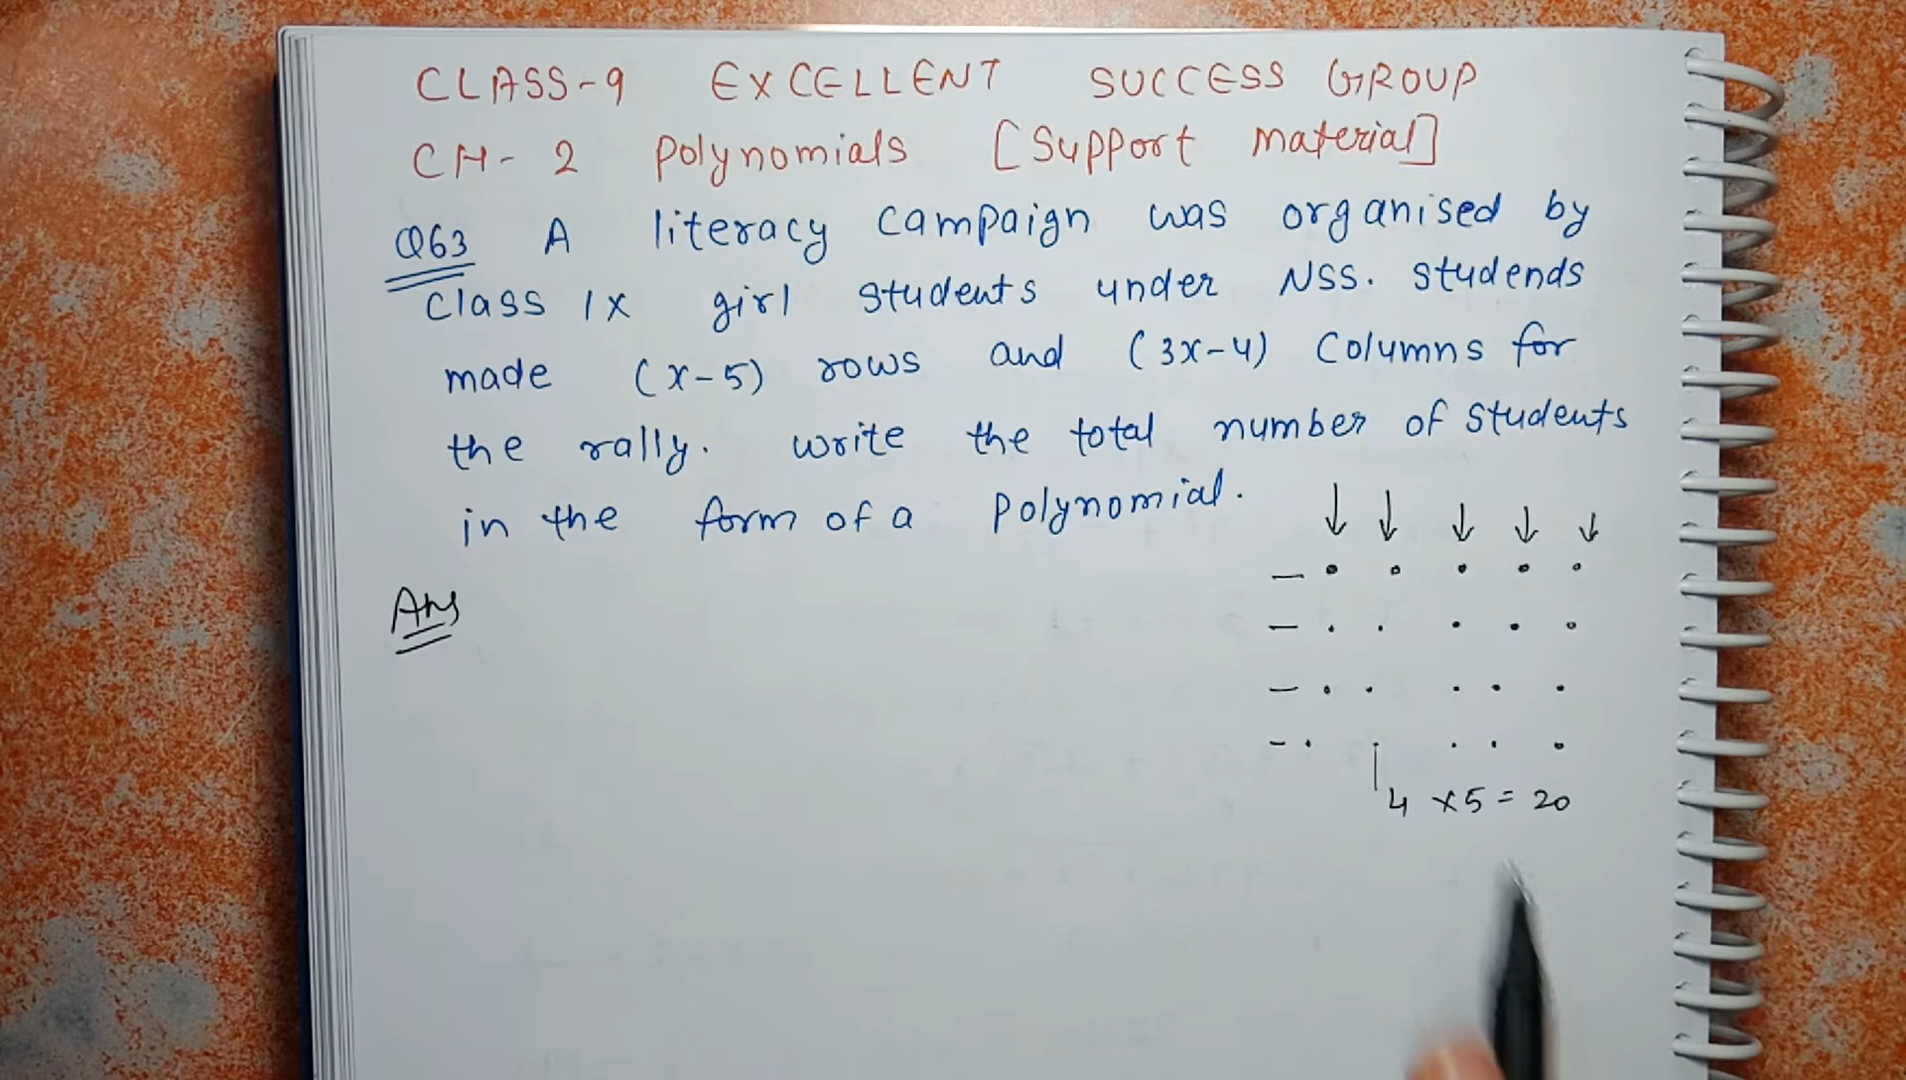 CLASS-9 EXCELLENT SUCCESS GROUP
CH-2 Polynomials [Support material]
Q63 A literacy campaign was organised by
Class IX girl students under NSS. studends
made (x-5) rows and (3x-4) Columns for
the rally. write the total number of students
in the form of a polynomial.
Ans
4 x5 = 20